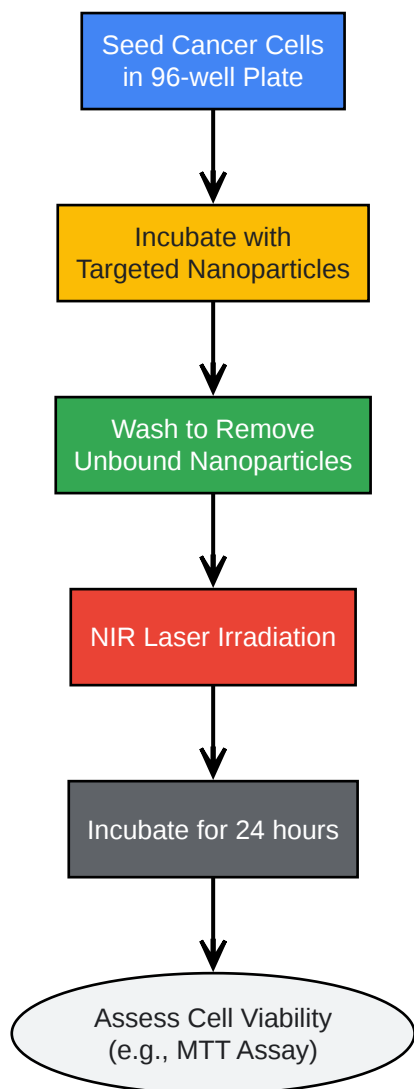 Seed Cancer Cells
in 96-well Plate
Incubate with
Targeted Nanoparticles
Wash to Remove
Unbound Nanoparticles
NIR Laser Irradiation
Incubate for 24 hours
Assess Cell Viability
(e.g., MTT Assay)